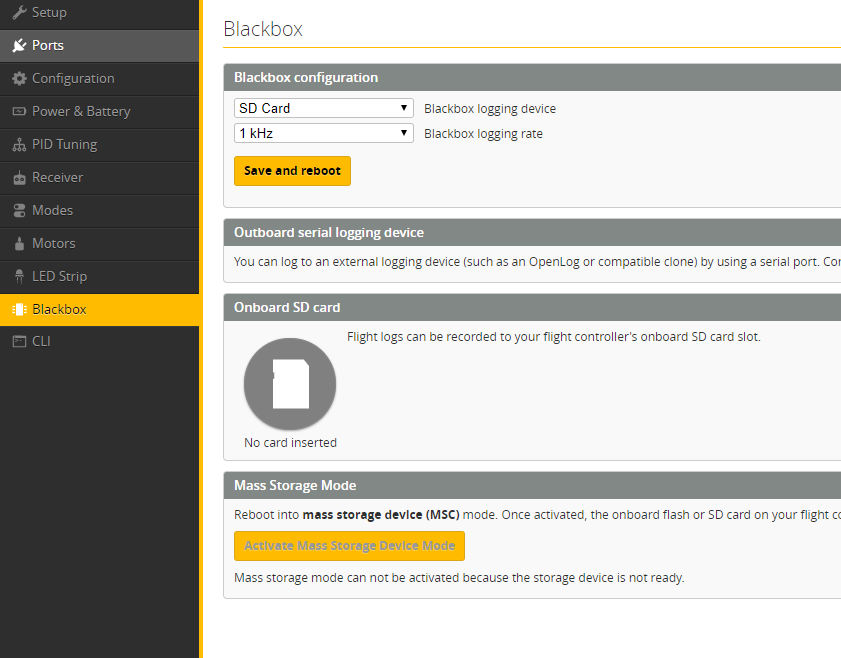 Setup
Ports
Configuration
Power & Battery
PID Tuning
Receiver
Modes
Motors
LED Strip
Blackbox
CLI
Blackbox
Blackbox configuration
SD Card Blackbox logging device
1 kHz Blackbox logging rate
Save and reboot
Outboard serial logging device
You can log to an external logging device (such as an OpenLog or compatible clone) by using a serial port. Cor
Onboard SD card
Flight logs can be recorded to your flight controller's onboard SD card slot.
No card inserted
Mass Storage Mode
Reboot into mass storage device (MSC) mode. Once activated, the onboard flash or SD card on your flight co
Activate Mass Storage Device Mode
Mass storage mode can not be activated because the storage device is not ready.